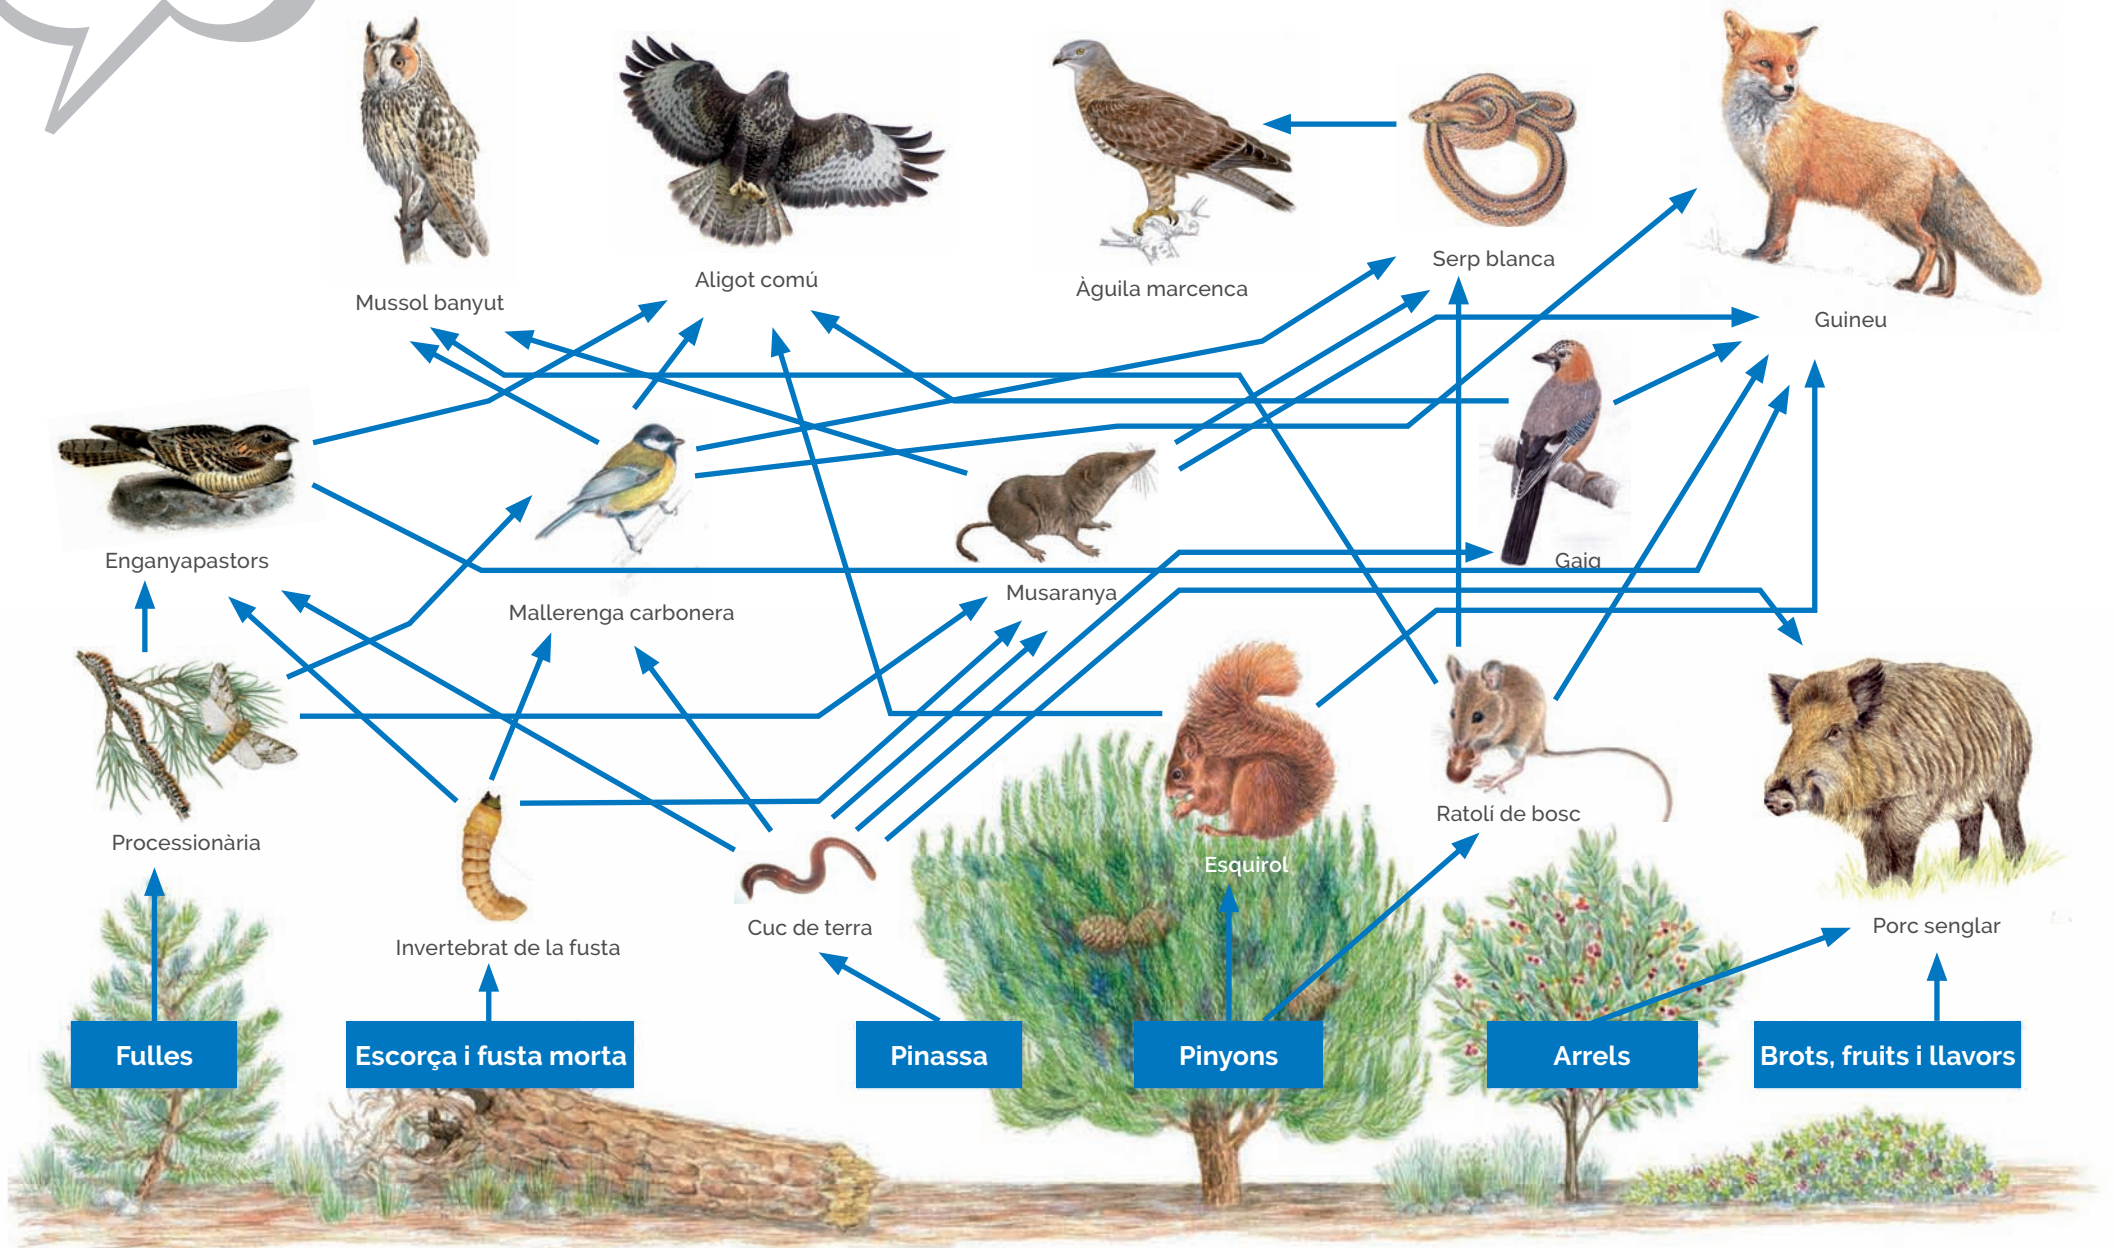 Mussol banyut
Aligot comú
Àguila marcenca
Serp blanca
Guineu
Enganyapastors
Mallerenga carbonera
Musaranya
Gaig
Processionària
Invertebrat de la fusta
Cuc de terra
Esquirol
Ratolí de bosc
Porc senglar
Fulles
Escorça i fusta morta
Pinassa
Pinyons
Arrels
Brots, fruits i llavors